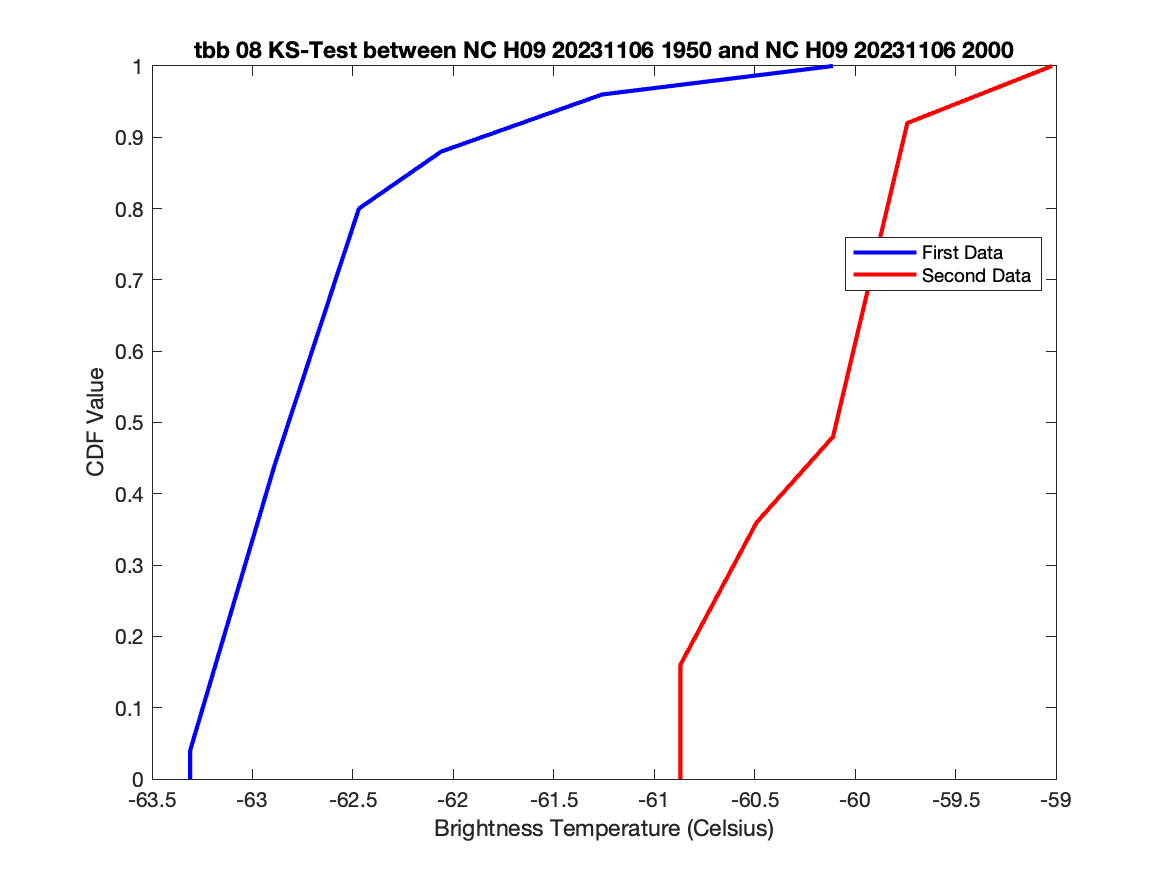 tbb 08 KS-Test between NC H09 20231106 1950 and NC H09 20231106 2000
1
0.9
0.8
0.7
0.6
0.5
0.4
0.3
0.2
0.1
0
CDF Value
First Data
Second Data
-63.5 -63 -62.5 -62 -61.5 -61 -60.5 -60 -59.5 -59
Brightness Temperature (Celsius)